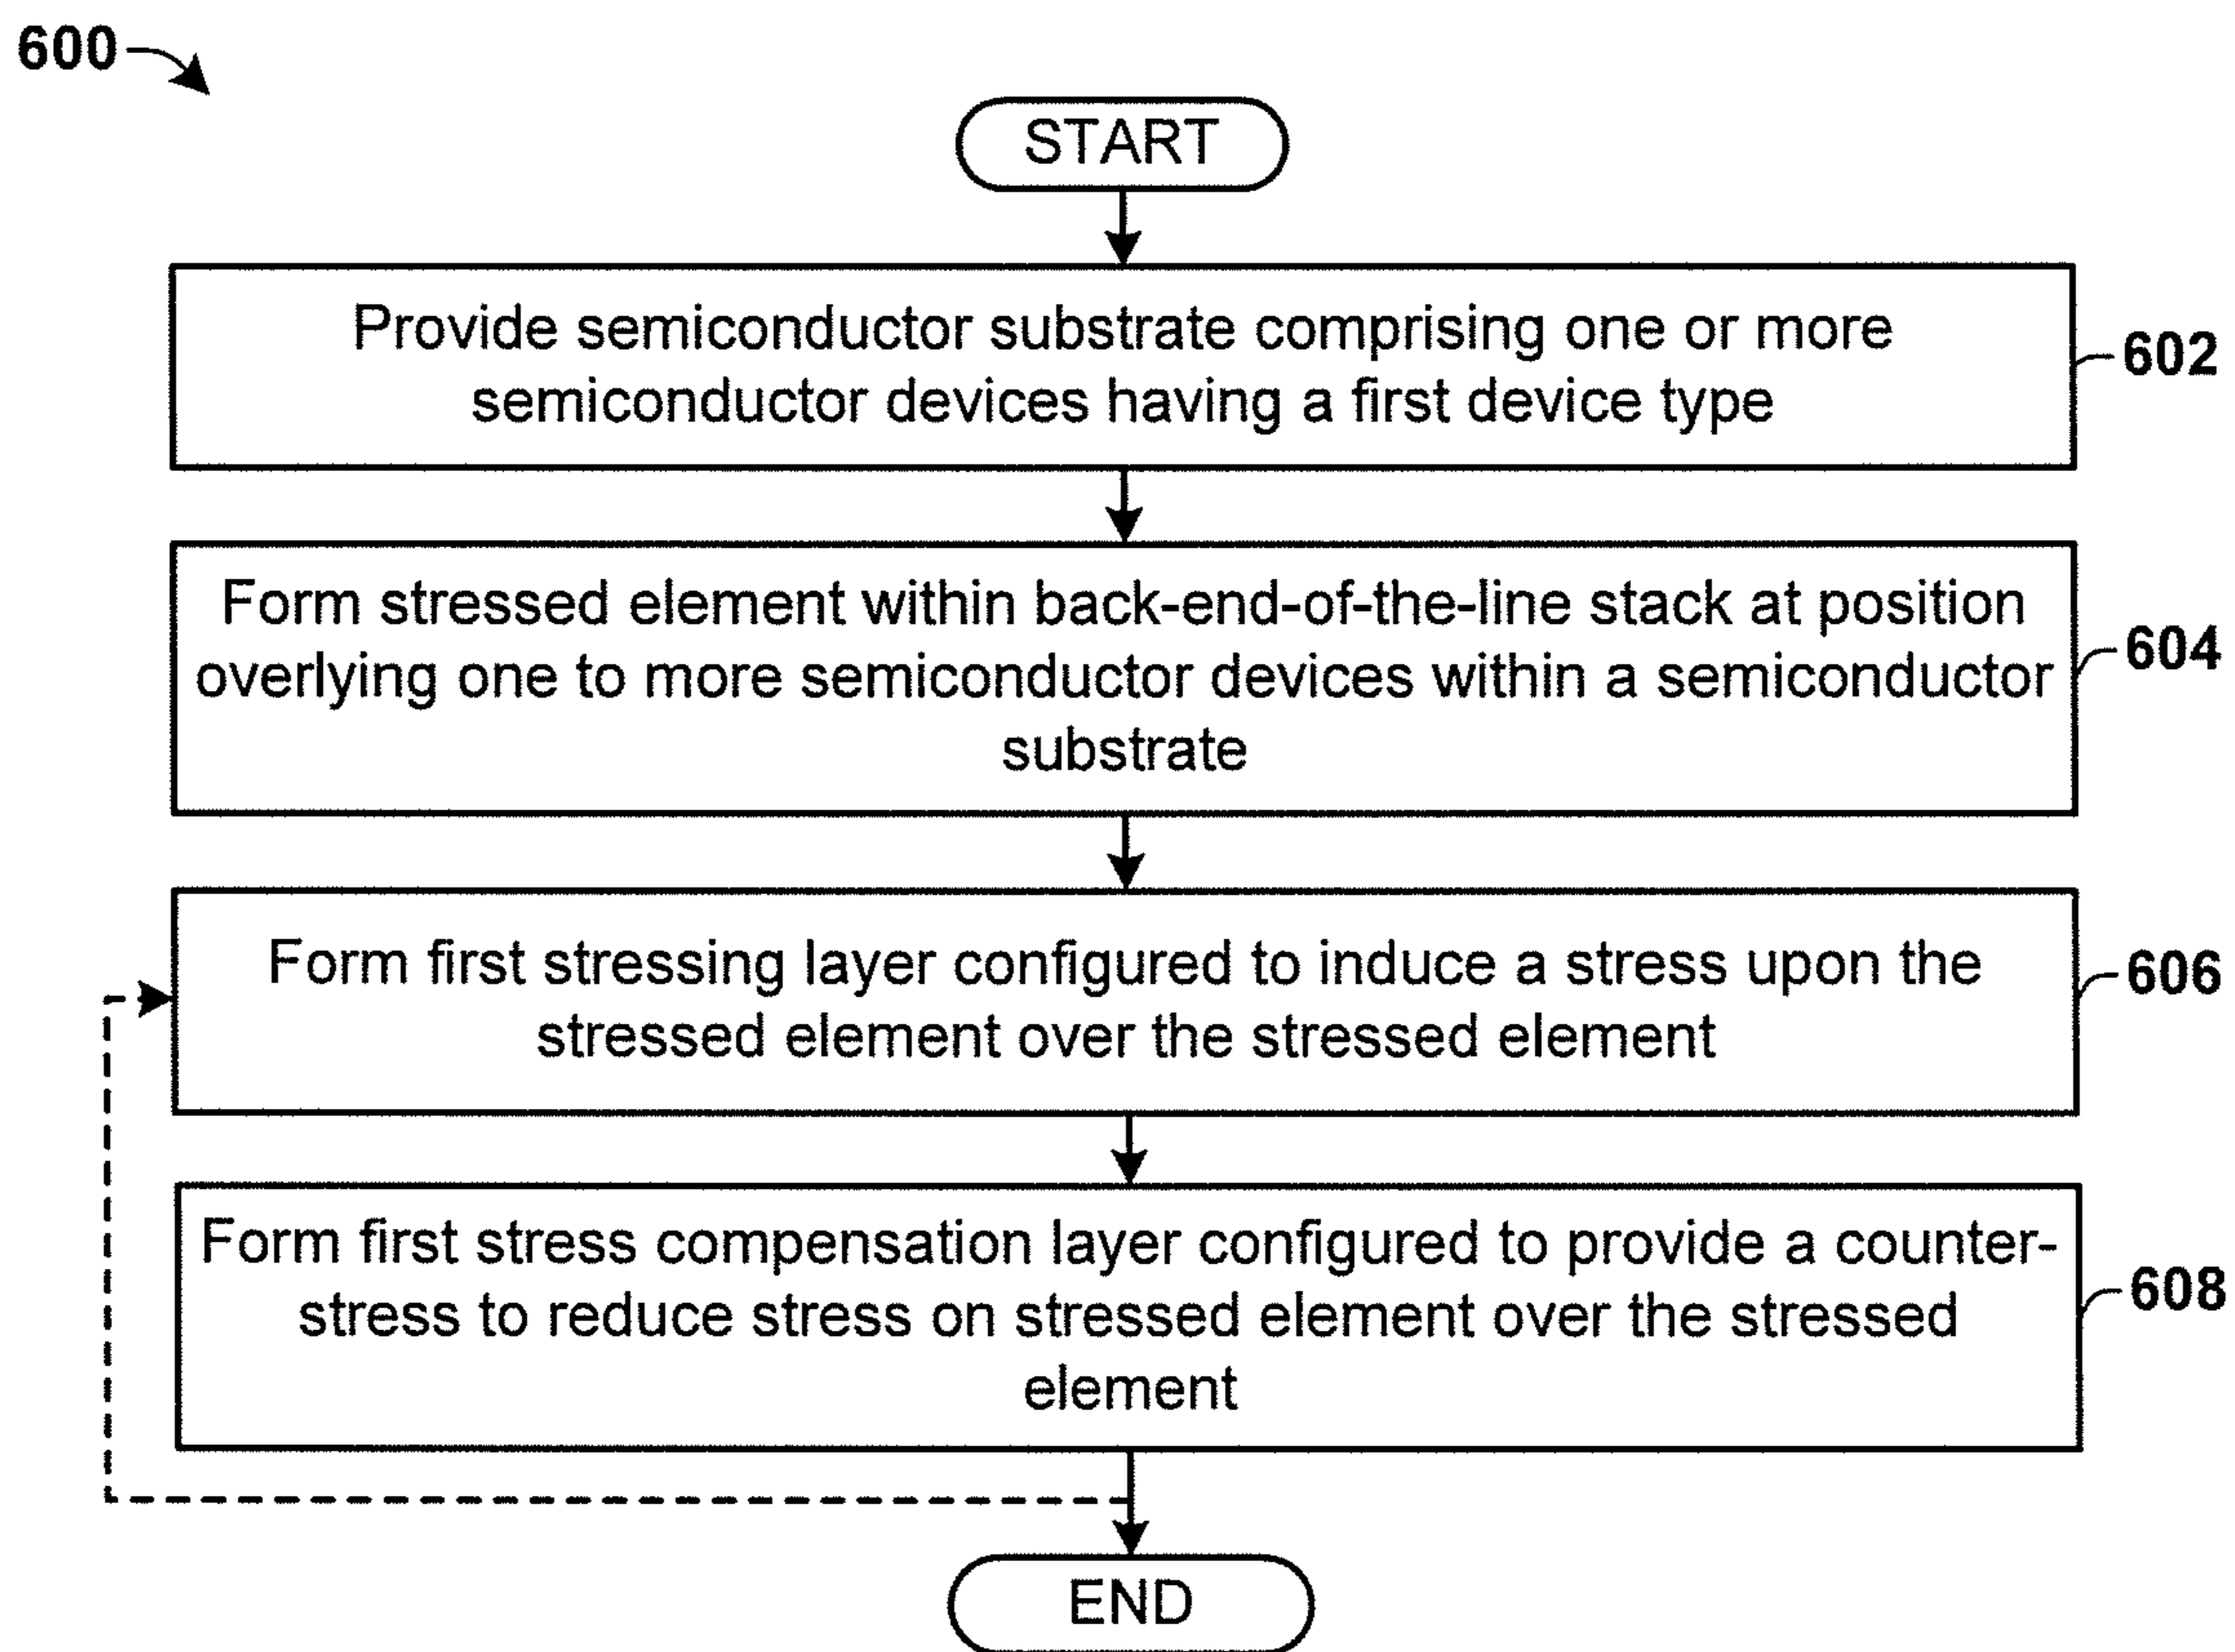 600
START
Provide semiconductor substrate comprising one or more
semiconductor devices having a first device type
602
Form stressed element within back-end-of-the-line stack at position
overlying one to more semiconductor devices within a semiconductor
substrate
604
Form first stressing layer configured to induce a stress upon the
stressed element over the stressed element
606
Form first stress compensation layer configured to provide a counter-
stress to reduce stress on stressed element over the stressed
element
608
END